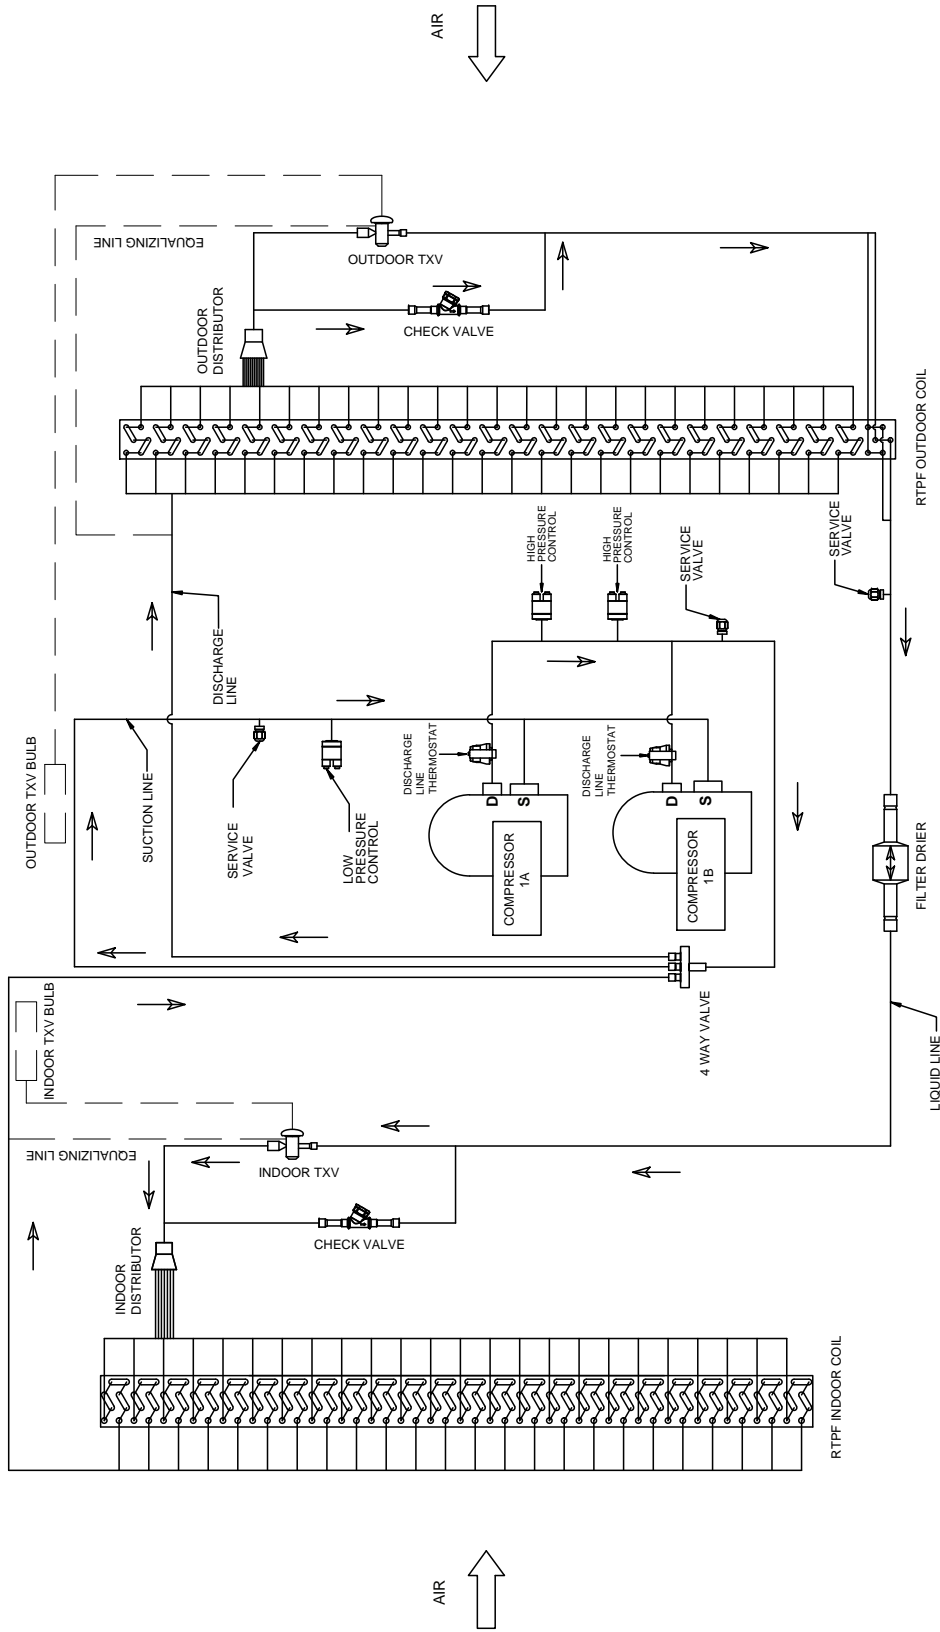 AIR
EQUALIZING LINE
OUTDOOR TXV
OUTDOOR
DISTRIBUTOR
CHECK VALVE
RTPF OUTDOOR COIL
HIGH
PRESSURE
CONTROL
HIGH
PRESSURE
CONTROL
SERVICE
VALVE
SERVICE
VALVE
DISCHARGE
LINE
OUTDOOR TXV BULB
SUCTION LINE
SERVICE
VALVE
LOW
PRESSURE
CONTROL
DISCHARGE
LINE
THERMOSTAT
DISCHARGE
LINE
THERMOSTAT
D
S
D
S
COMPRESSOR
1A
COMPRESSOR
1B
FILTER DRIER
INDOOR TXV BULB
4 WAY VALVE
LIQUID LINE
EQUALIZING LINE
INDOOR TXV
CHECK VALVE
INDOOR
DISTRIBUTOR
RTPF INDOOR COIL
AIR